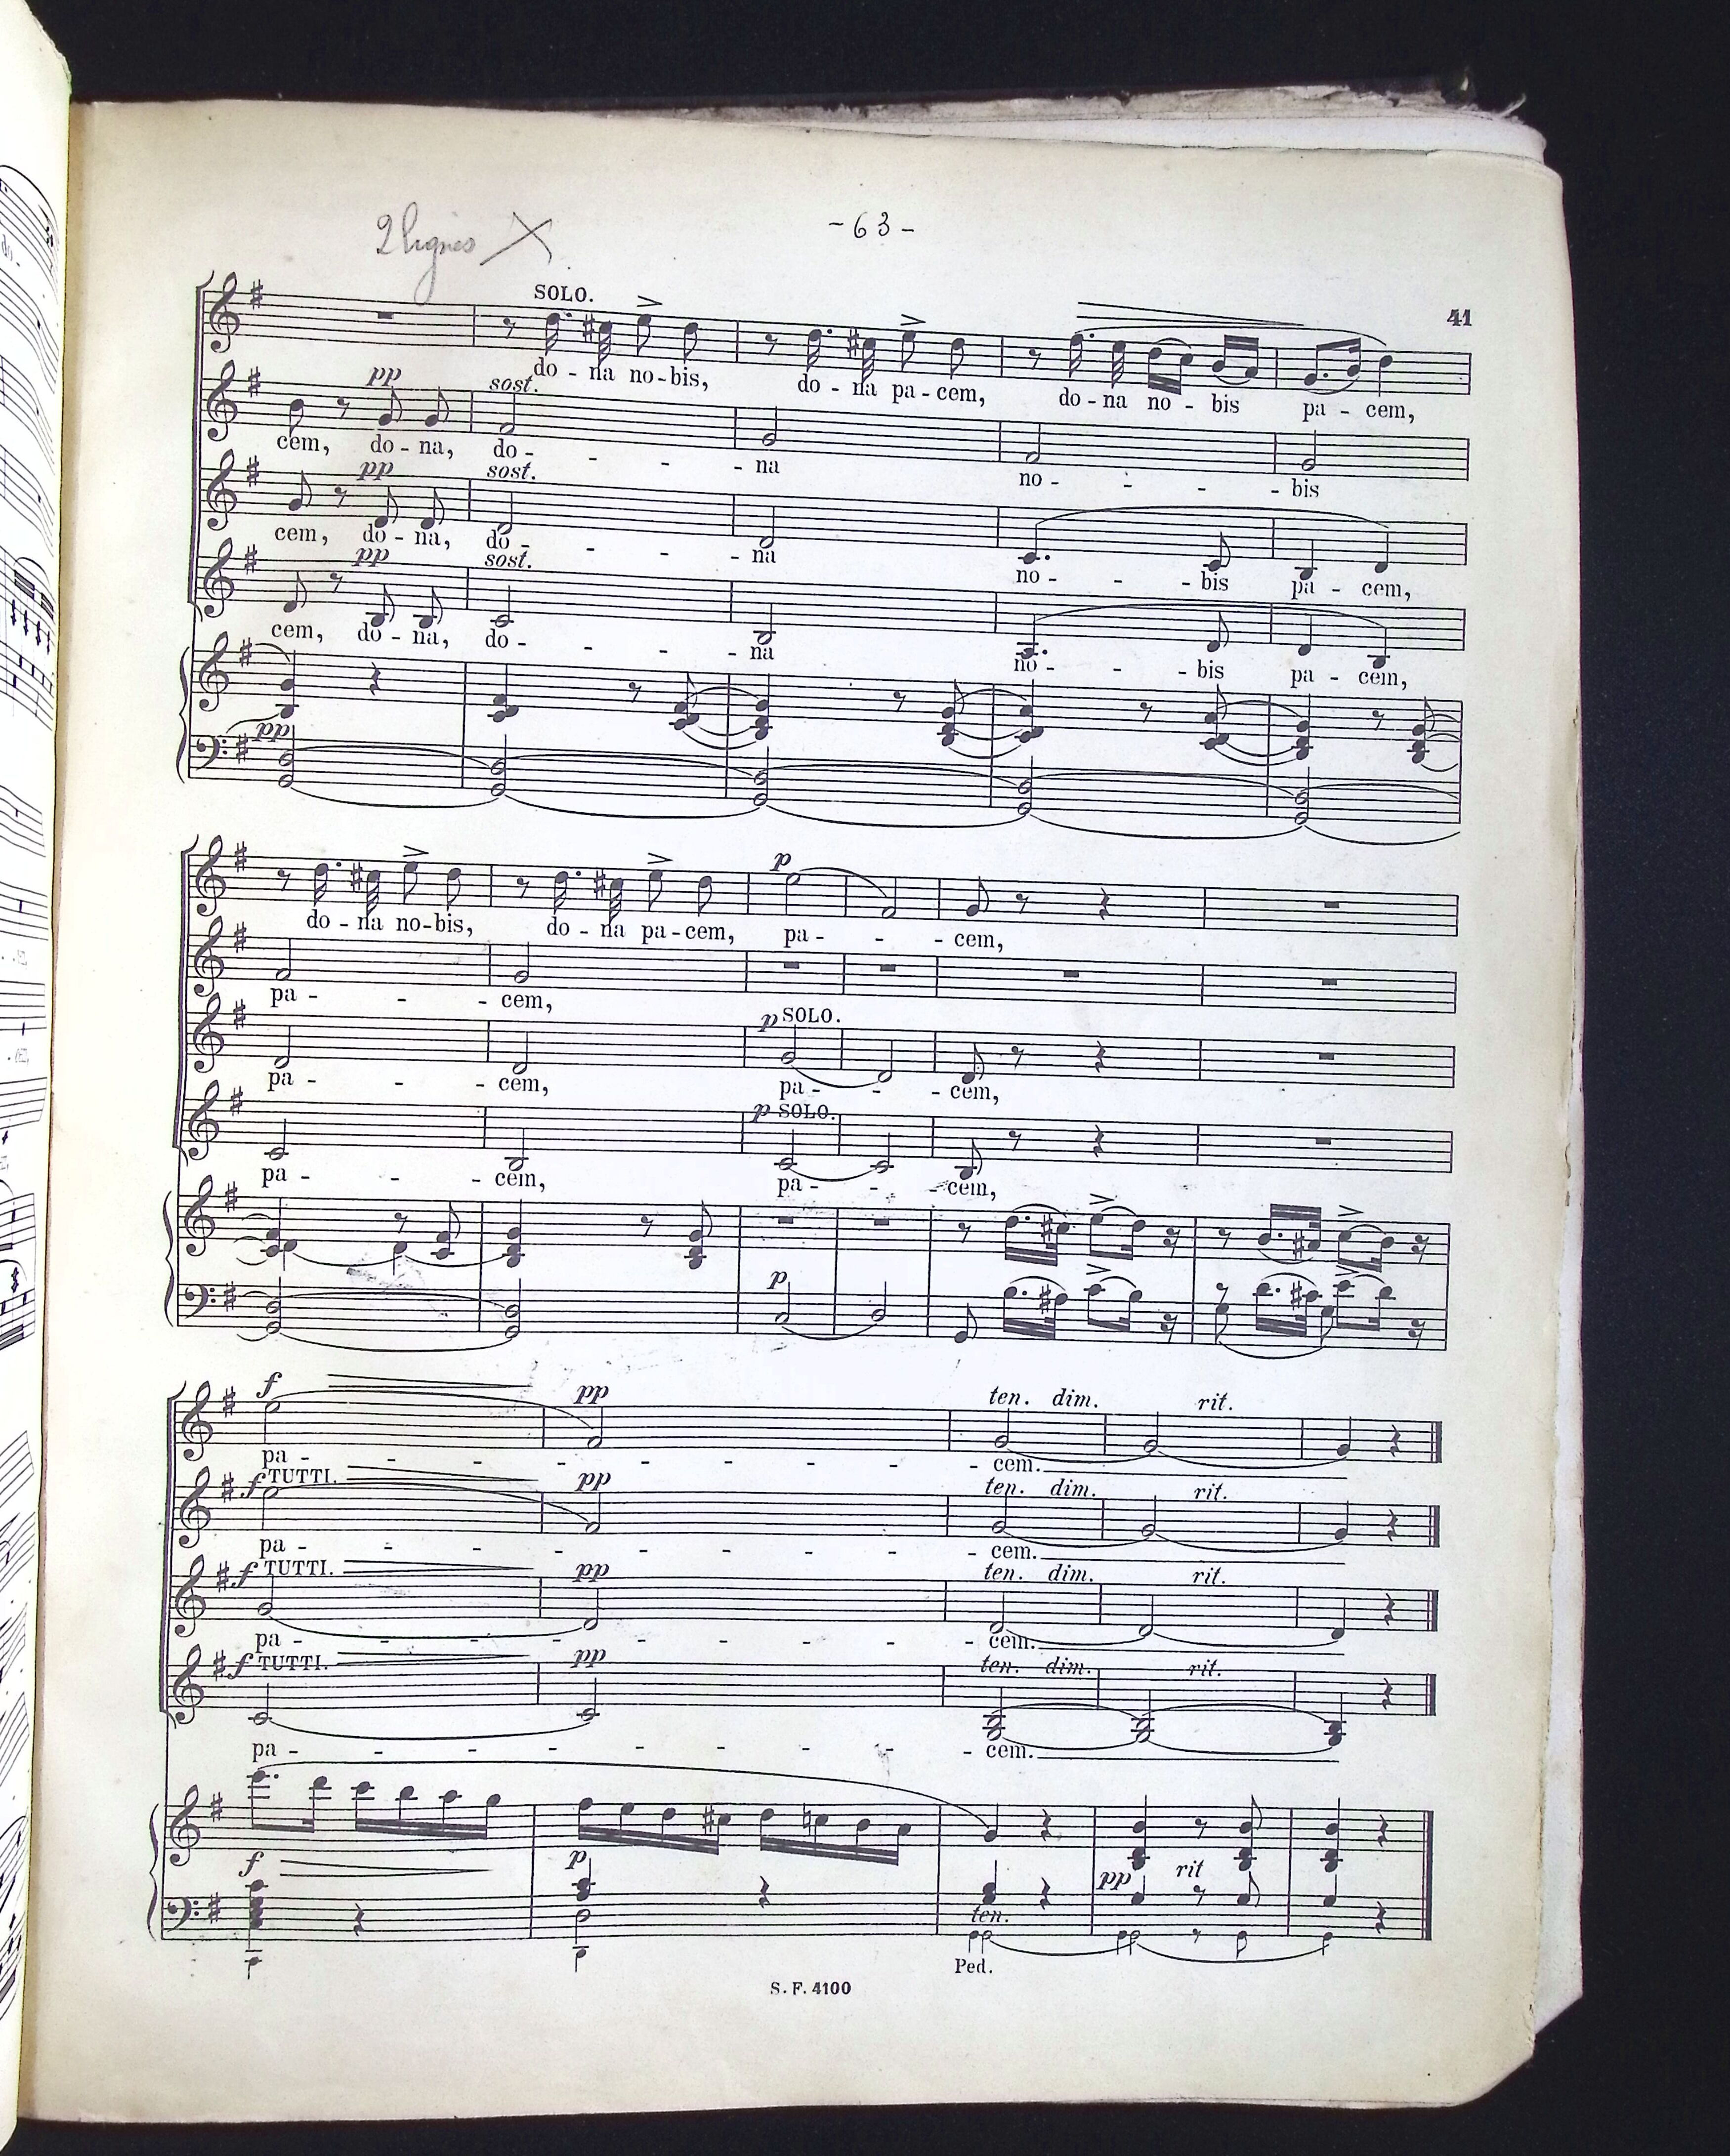 2 lignes X
- 63 -
41
SOLO.
do - na no - bis, do - na pa - cem, do - na no - bis pa - cem,
pp sost.
cem, do - na, do - - - - na no - - - - bis
pp sost.
cem, do - na, do - - - - na no - - - bis pa - cem,
pp sost.
cem, do - na, do - - - - na no - - - bis pa - cem,
pp
p
do - na no - bis, do - na pa - cem, pa - - - cem,
pa - - - cem,
p SOLO.
pa - - - cem, pa - - - cem,
p SOLO.
pa - - - cem, pa - - - cem,
p
f pp ten. dim. rit.
pa - - - - - - - - - cem.
f TUTTI. pp ten. dim. rit.
pa - - - - - - - - - cem.
f TUTTI. pp ten. dim. rit.
pa - - - - - - - - - cem.
f TUTTI. pp ten. dim. rit.
pa - - - - - - - - - cem.
f p pp rit
ten.
Ped.
S. F. 4100